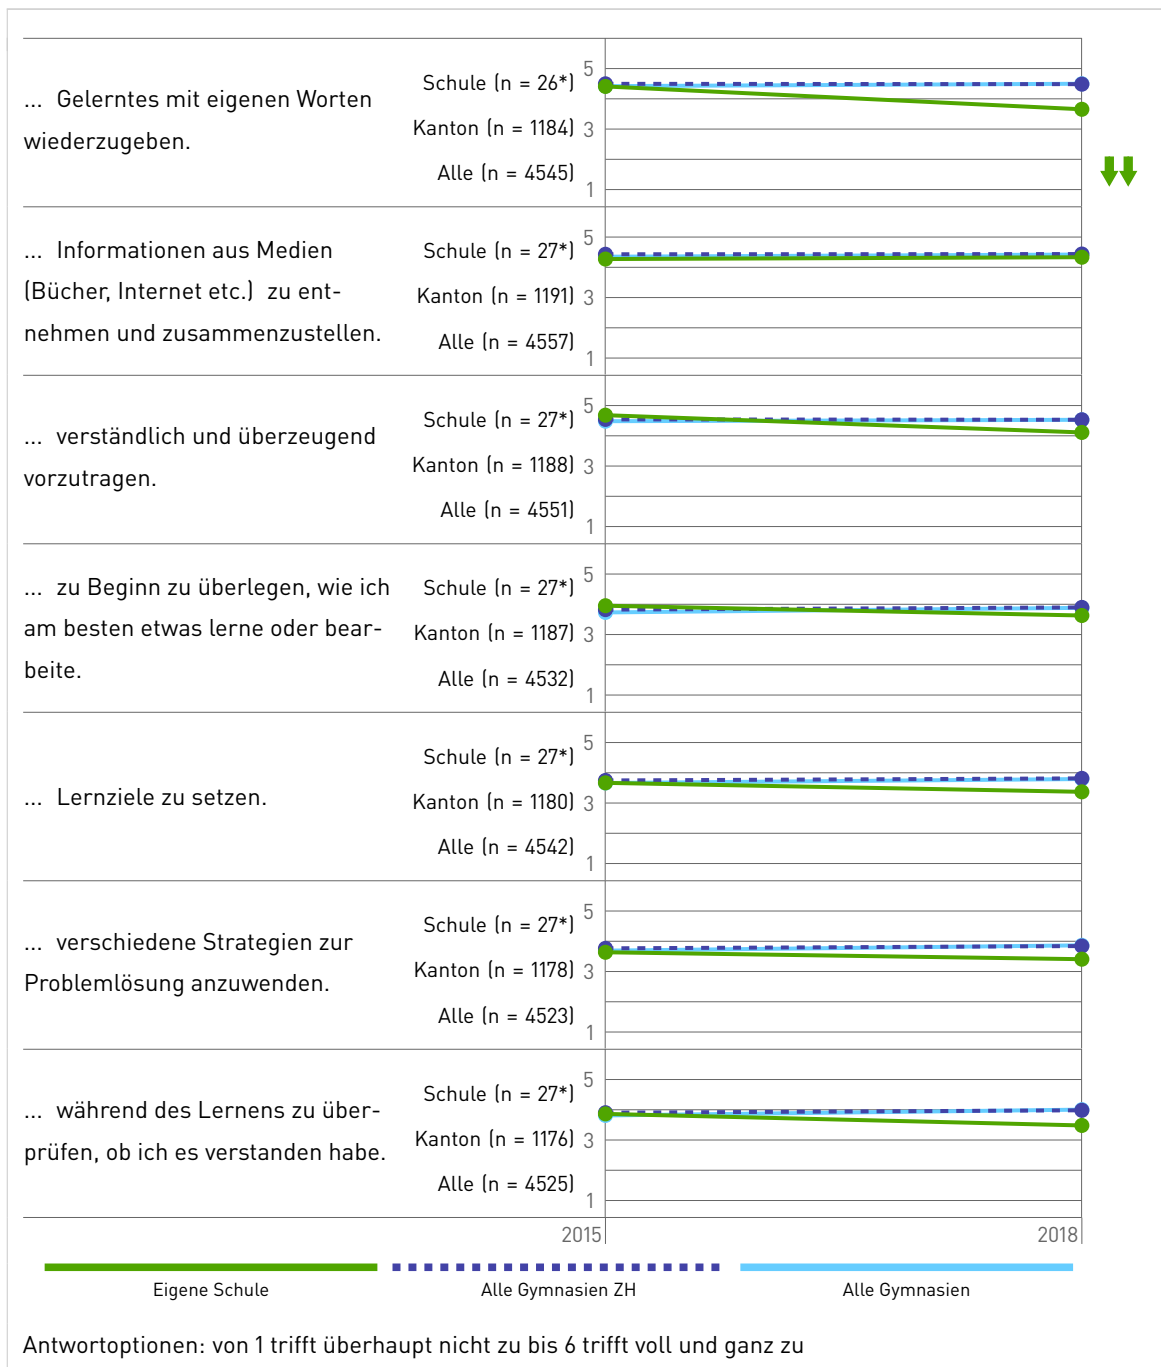 ... Gelerntes mit eigenen Worten
wiederzugeben.
Schule (n = 26*)
Kanton (n = 1184)
Alle (n = 4545)
5
3
1
... Informationen aus Medien
(Bücher, Internet etc.) zu ent-
nehmen und zusammenzustellen.
Schule (n = 27*)
Kanton (n = 1191)
Alle (n = 4557)
5
3
1
... verständlich und überzeugend
vorzutragen.
Schule (n = 27*)
Kanton (n = 1188)
Alle (n = 4551)
5
3
1
... zu Beginn zu überlegen, wie ich
am besten etwas lerne oder bear-
beite.
Schule (n = 27*)
Kanton (n = 1187)
Alle (n = 4532)
5
3
1
... Lernziele zu setzen.
Schule (n = 27*)
Kanton (n = 1180)
Alle (n = 4542)
5
3
1
... verschiedene Strategien zur
Problemlösung anzuwenden.
Schule (n = 27*)
Kanton (n = 1178)
Alle (n = 4523)
5
3
1
... während des Lernens zu über-
prüfen, ob ich es verstanden habe.
Schule (n = 27*)
Kanton (n = 1176)
Alle (n = 4525)
5
3
1
2015 2018
Eigene Schule Alle Gymnasien ZH Alle Gymnasien
Antwortoptionen: von 1 trifft überhaupt nicht zu bis 6 trifft voll und ganz zu